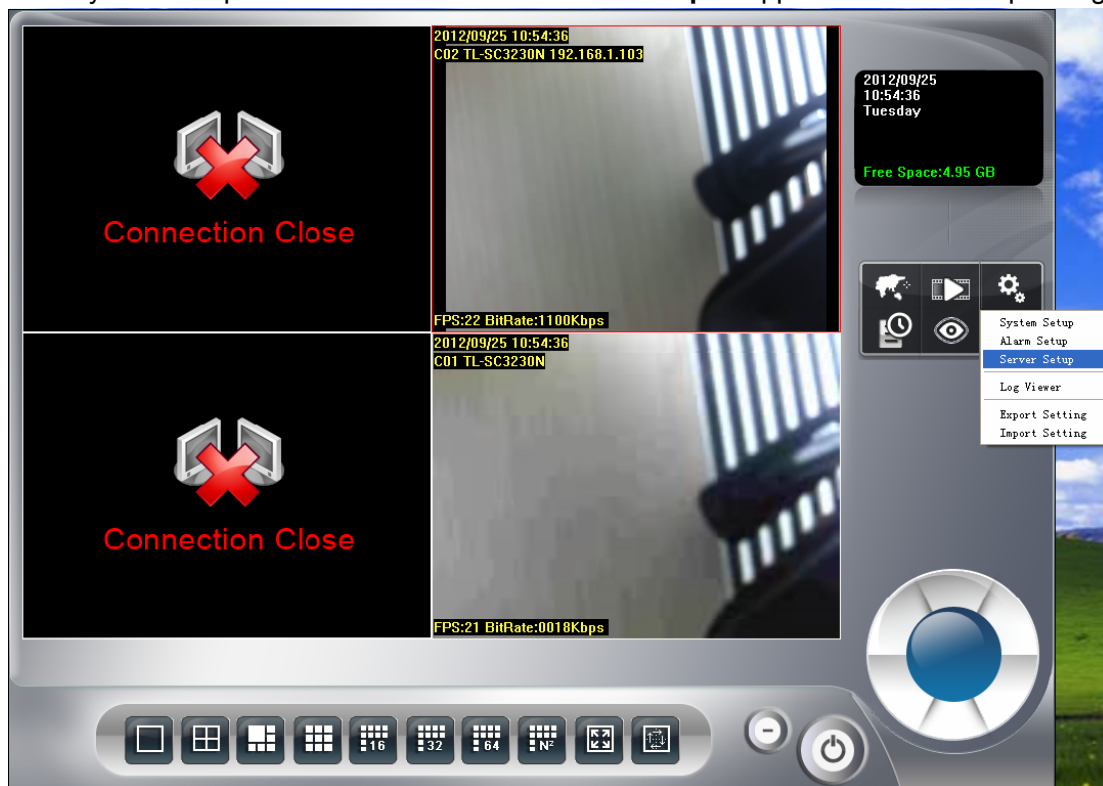 2012/09/25 10:54:36
C02 TL-SC3230N 192.168.1.103
Connection Close
FPS:22 BitRate:1100Kbps
2012/09/25 10:54:36
C01 TL-SC3230N
Connection Close
FPS:21 BitRate:0018Kbps
2012/09/25
10:54:36
Tuesday
Free Space:4.95 GB
System Setup
Alarm Setup
Server Setup
Log Viewer
Export Setting
Import Setting
16
32
64
N²